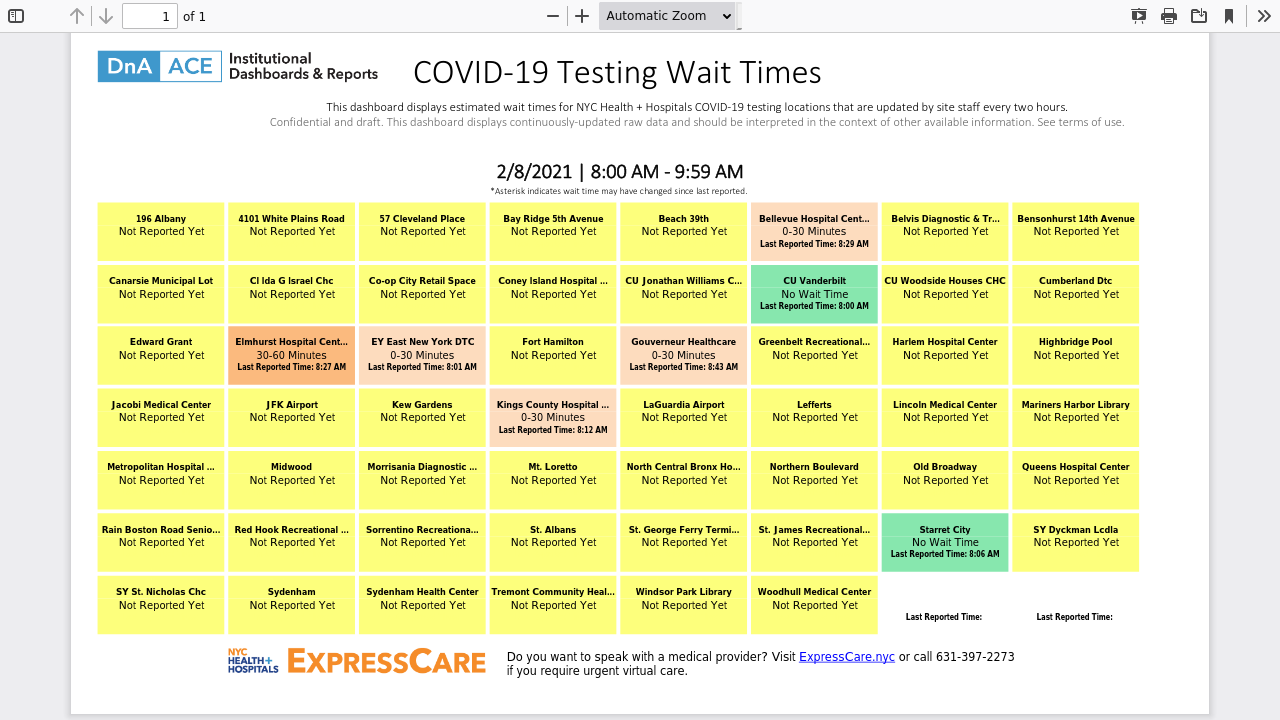 1 of 1
Automatic Zoom
DnA ACE Institutional
Dashboards & Reports
COVID-19 Testing Wait Times
This dashboard displays estimated wait times for NYC Health + Hospitals COVID-19 testing locations that are updated by site staff every two hours.
Confidential and draft. This dashboard displays continuously-updated raw data and should be interpreted in the context of other available information. See terms of use.
2/8/2021 | 8:00 AM - 9:59 AM
*Asterisk indicates wait time may have changed since last reported.
196 Albany
Not Reported Yet
4101 White Plains Road
Not Reported Yet
57 Cleveland Place
Not Reported Yet
Bay Ridge 5th Avenue
Not Reported Yet
Beach 39th
Not Reported Yet
Bellevue Hospital Cent...
0-30 Minutes
Last Reported Time: 8:29 AM
Belvis Diagnostic & Tr...
Not Reported Yet
Bensonhurst 14th Avenue
Not Reported Yet
Canarsie Municipal Lot
Not Reported Yet
CI Ida G Israel Chc
Not Reported Yet
Co-op City Retail Space
Not Reported Yet
Coney Island Hospital ...
Not Reported Yet
CU Jonathan Williams C...
Not Reported Yet
CU Vanderbilt
No Wait Time
Last Reported Time: 8:00 AM
CU Woodside Houses CHC
Not Reported Yet
Cumberland Dtc
Not Reported Yet
Edward Grant
Not Reported Yet
Elmhurst Hospital Cent...
30-60 Minutes
Last Reported Time: 8:27 AM
EY East New York DTC
0-30 Minutes
Last Reported Time: 8:01 AM
Fort Hamilton
Not Reported Yet
Gouverneur Healthcare
0-30 Minutes
Last Reported Time: 8:43 AM
Greenbelt Recreational...
Not Reported Yet
Harlem Hospital Center
Not Reported Yet
Highbridge Pool
Not Reported Yet
Jacobi Medical Center
Not Reported Yet
JFK Airport
Not Reported Yet
Kew Gardens
Not Reported Yet
Kings County Hospital ...
0-30 Minutes
Last Reported Time: 8:12 AM
LaGuardia Airport
Not Reported Yet
Lefferts
Not Reported Yet
Lincoln Medical Center
Not Reported Yet
Mariners Harbor Library
Not Reported Yet
Metropolitan Hospital ...
Not Reported Yet
Midwood
Not Reported Yet
Morrisania Diagnostic ...
Not Reported Yet
Mt. Loretto
Not Reported Yet
North Central Bronx Ho...
Not Reported Yet
Northern Boulevard
Not Reported Yet
Old Broadway
Not Reported Yet
Queens Hospital Center
Not Reported Yet
Rain Boston Road Senio...
Not Reported Yet
Red Hook Recreational ...
Not Reported Yet
Sorrentino Recreationa...
Not Reported Yet
St. Albans
Not Reported Yet
St. George Ferry Termi...
Not Reported Yet
St. James Recreational...
Not Reported Yet
Starret City
No Wait Time
Last Reported Time: 8:06 AM
SY Dyckman Lcdla
Not Reported Yet
SY St. Nicholas Chc
Not Reported Yet
Sydenham
Not Reported Yet
Sydenham Health Center
Not Reported Yet
Tremont Community Heal...
Not Reported Yet
Windsor Park Library
Not Reported Yet
Woodhull Medical Center
Not Reported Yet
Last Reported Time:
Last Reported Time:
NYC
HEALTH+
HOSPITALS
EXPRESSCARE
Do you want to speak with a medical provider? Visit ExpressCare.nyc or call 631-397-2273
if you require urgent virtual care.